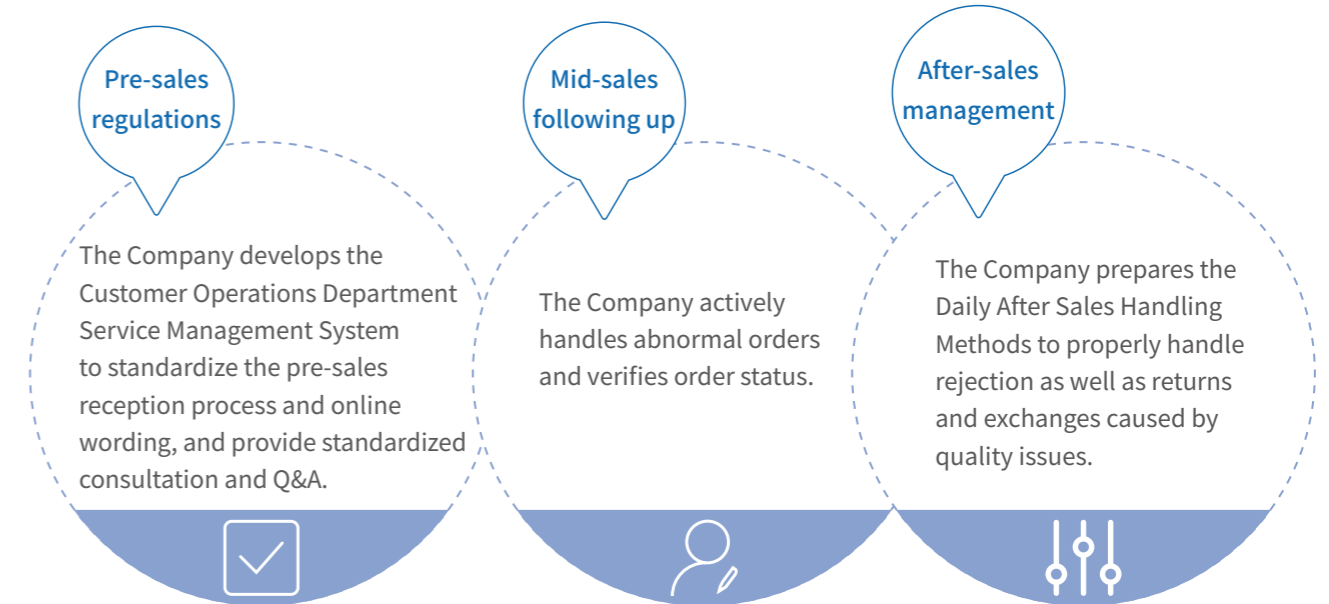 Pre-sales
regulations
The Company develops the
Customer Operations Department
Service Management System
to standardize the pre-sales
reception process and online
wording, and provide standardized
consultation and Q&A.
Mid-sales
following up
The Company actively
handles abnormal orders
and verifies order status.
After-sales
management
The Company prepares the
Daily After Sales Handling
Methods to properly handle
rejection as well as returns
and exchanges caused by
quality issues.